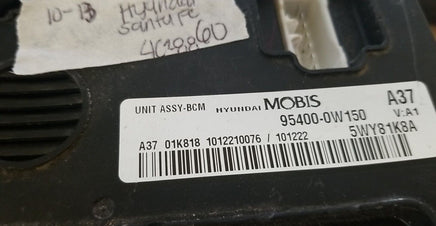 10-13 Hyundai
Santa Fe
462860
UNIT ASSY-BCM HYUNDAI MOBIS A37
95400-0W150 V:A1
5WY81K8A
A37 01K818 1012210076 / 101222